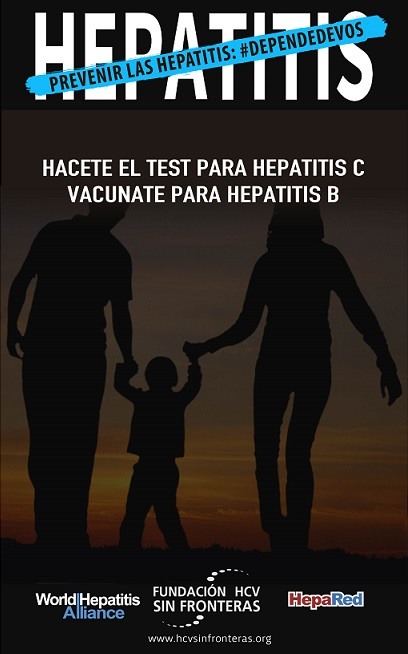 HEPATITIS
PREVENIR LAS HEPATITIS: #DEPENDEDEVOS
HACETE EL TEST PARA HEPATITIS C
VACUNATE PARA HEPATITIS B
World Hepatitis
Alliance
FUNDACIÓN HCV
SIN FRONTERAS
HepaRed
www.hcvsinfronteras.org